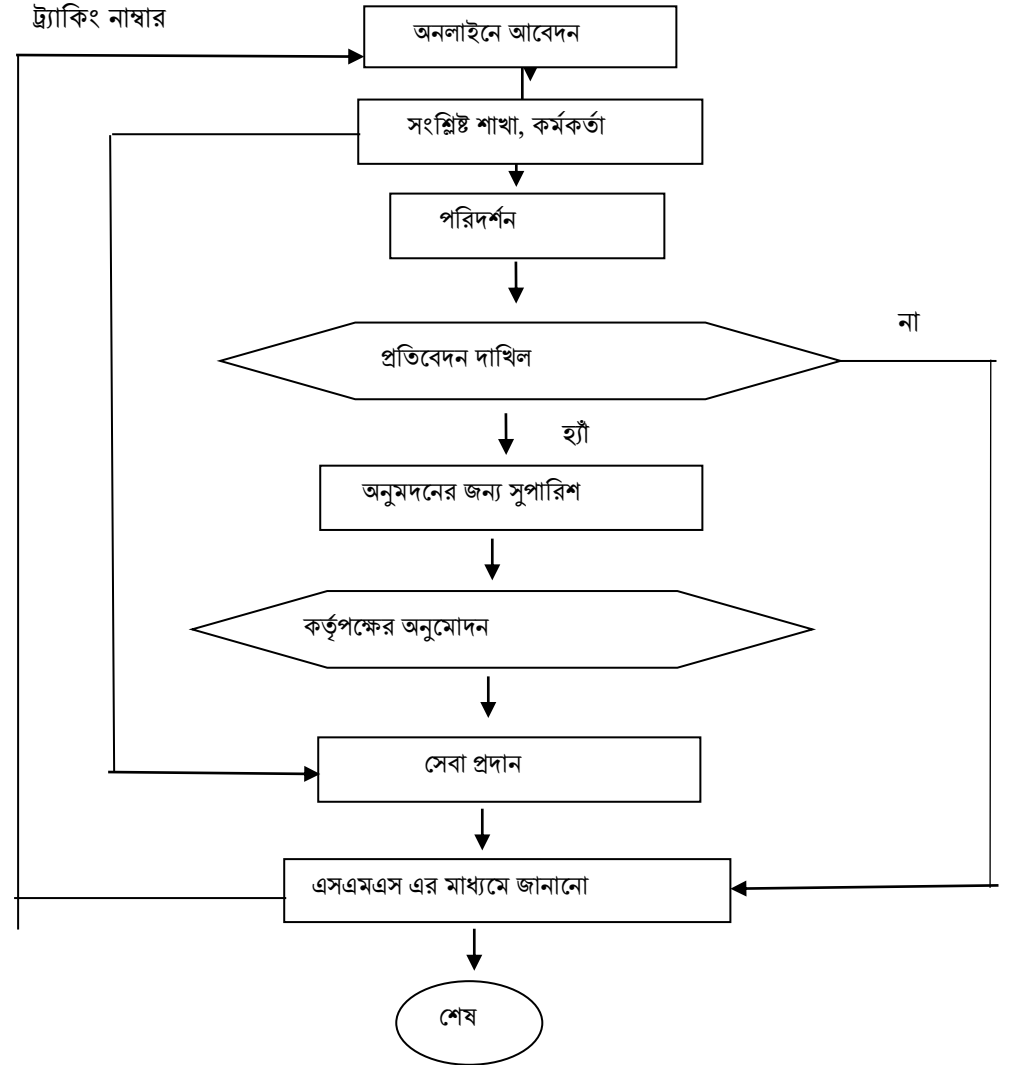 ট্র্যাকিং নাম্বার
অনলাইনে আবেদন
সংশ্লিষ্ট শাখা, কর্মকর্তা
পরিদর্শন
না
প্রতিবেদন দাখিল
হ্যাঁ
অনুমদনের জন্য সুপারিশ
কর্তৃপক্ষের অনুমোদন
সেবা প্রদান
এসএমএস এর মাধ্যমে জানানো
শেষ